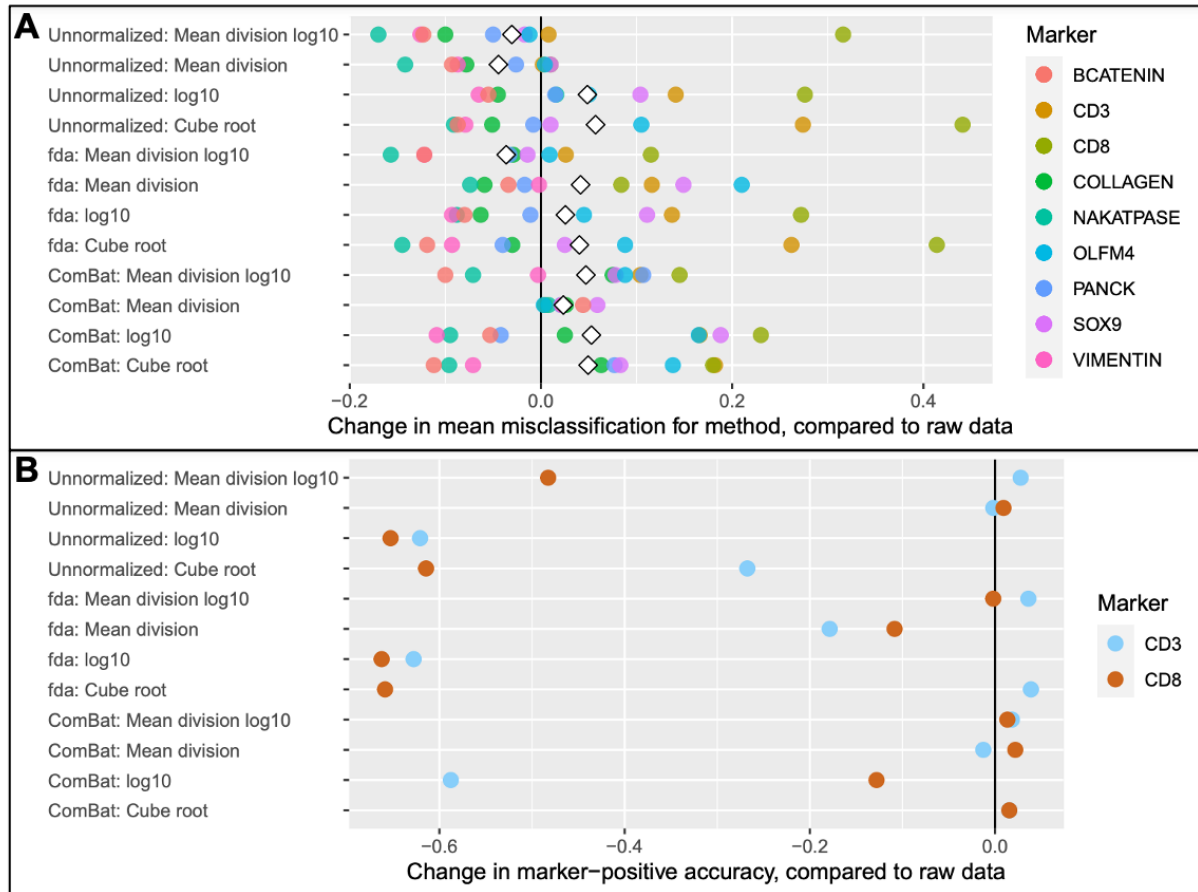 A
Unnormalized: Mean division log10
Unnormalized: Mean division
Unnormalized: log10
Unnormalized: Cube root
fda: Mean division log10
fda: Mean division
fda: log10
fda: Cube root
ComBat: Mean division log10
ComBat: Mean division
ComBat: log10
ComBat: Cube root
−0.2 0.0 0.2 0.4
Change in mean misclassification for method, compared to raw data
Marker
BCATENIN
CD3
CD8
COLLAGEN
NAKATPASE
OLFM4
PANCK
SOX9
VIMENTIN
B
Unnormalized: Mean division log10
Unnormalized: Mean division
Unnormalized: log10
Unnormalized: Cube root
fda: Mean division log10
fda: Mean division
fda: log10
fda: Cube root
ComBat: Mean division log10
ComBat: Mean division
ComBat: log10
ComBat: Cube root
−0.6 −0.4 −0.2 0.0
Change in marker−positive accuracy, compared to raw data
Marker
CD3
CD8